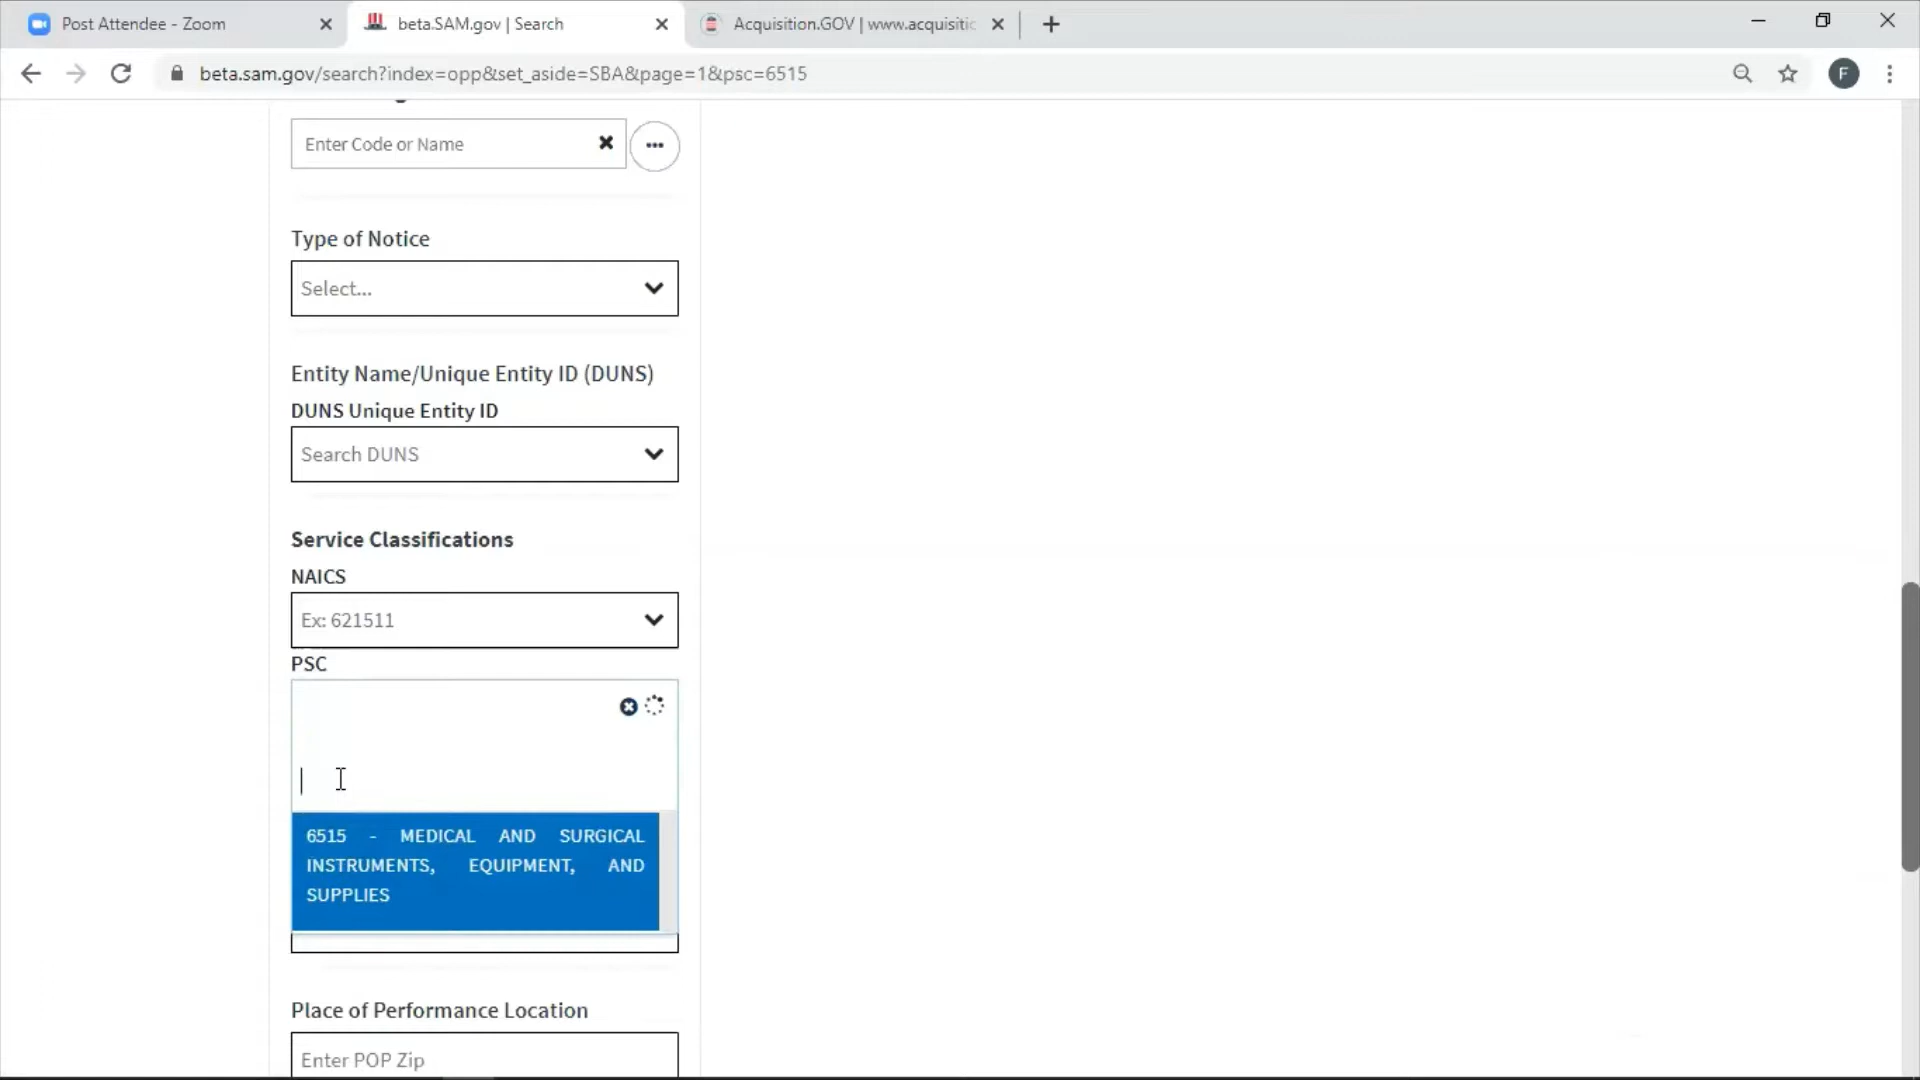 Post Attendee - Zoom
beta.SAM.gov | Search
Acquisition.GOV | www.acquisitic
beta.sam.gov/search?index=opp&set_aside=SBA&page=1&psc=6515
F
Enter Code or Name
Type of Notice
Select...
Entity Name/Unique Entity ID (DUNS)
DUNS Unique Entity ID
Search DUNS
Service Classifications
NAICS
Ex: 621511
PSC
6515 - MEDICAL AND SURGICAL
INSTRUMENTS, EQUIPMENT, AND
SUPPLIES
Place of Performance Location
Enter POP Zip